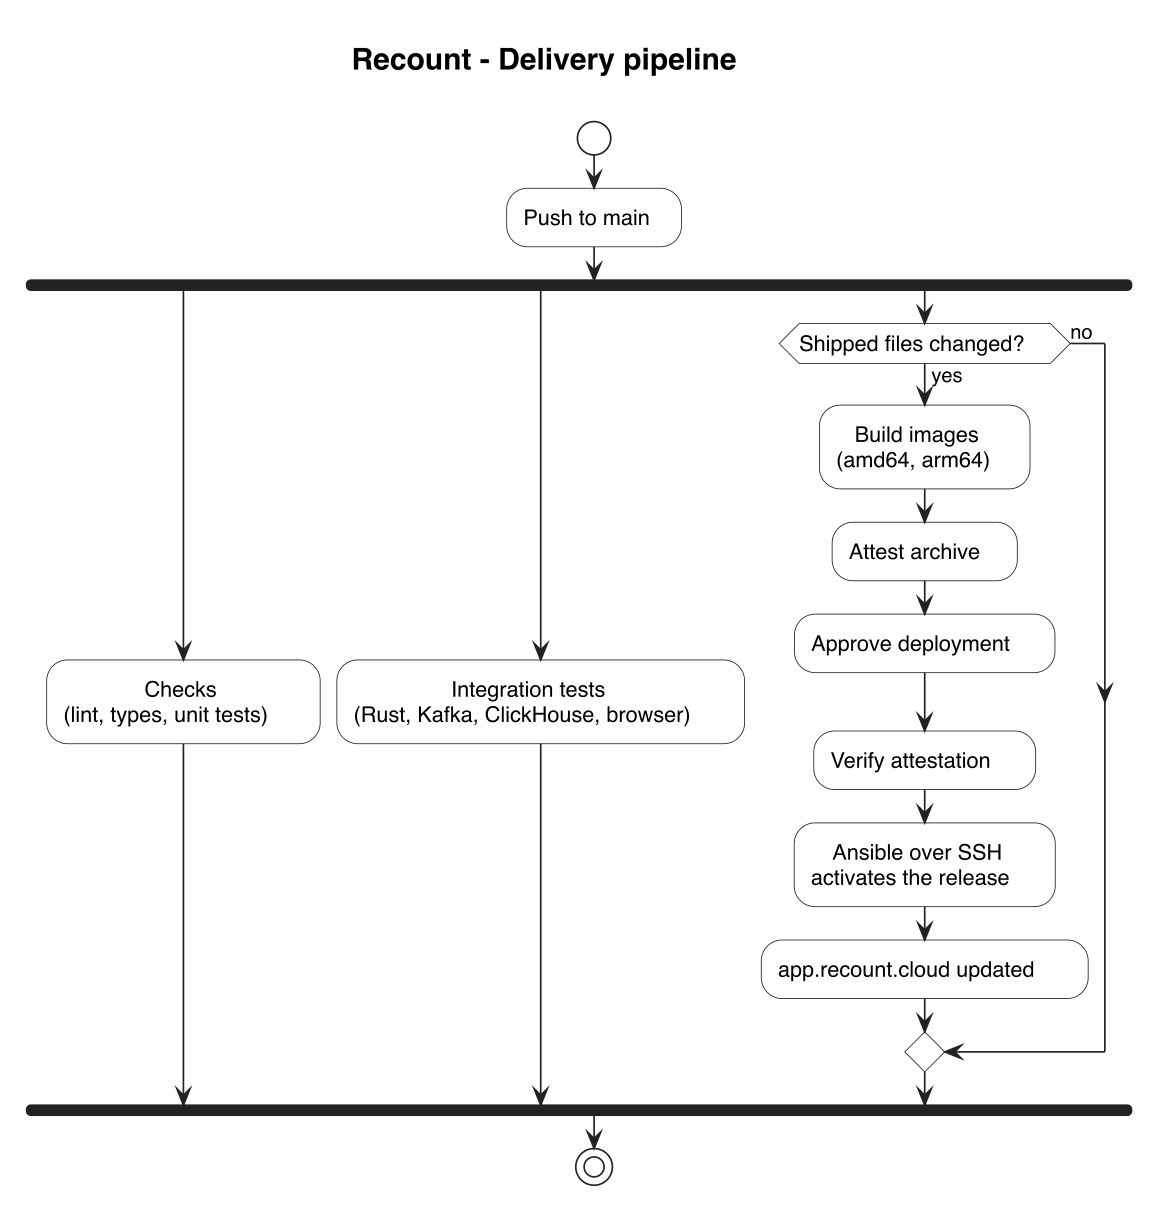 Recount - Delivery pipeline
Push to main
Shipped files changed?
no
yes
Build images
(amd64, arm64)
Attest archive
Approve deployment
Checks
(lint, types, unit tests)
Integration tests
(Rust, Kafka, ClickHouse, browser)
Verify attestation
Ansible over SSH
activates the release
app.recount.cloud updated